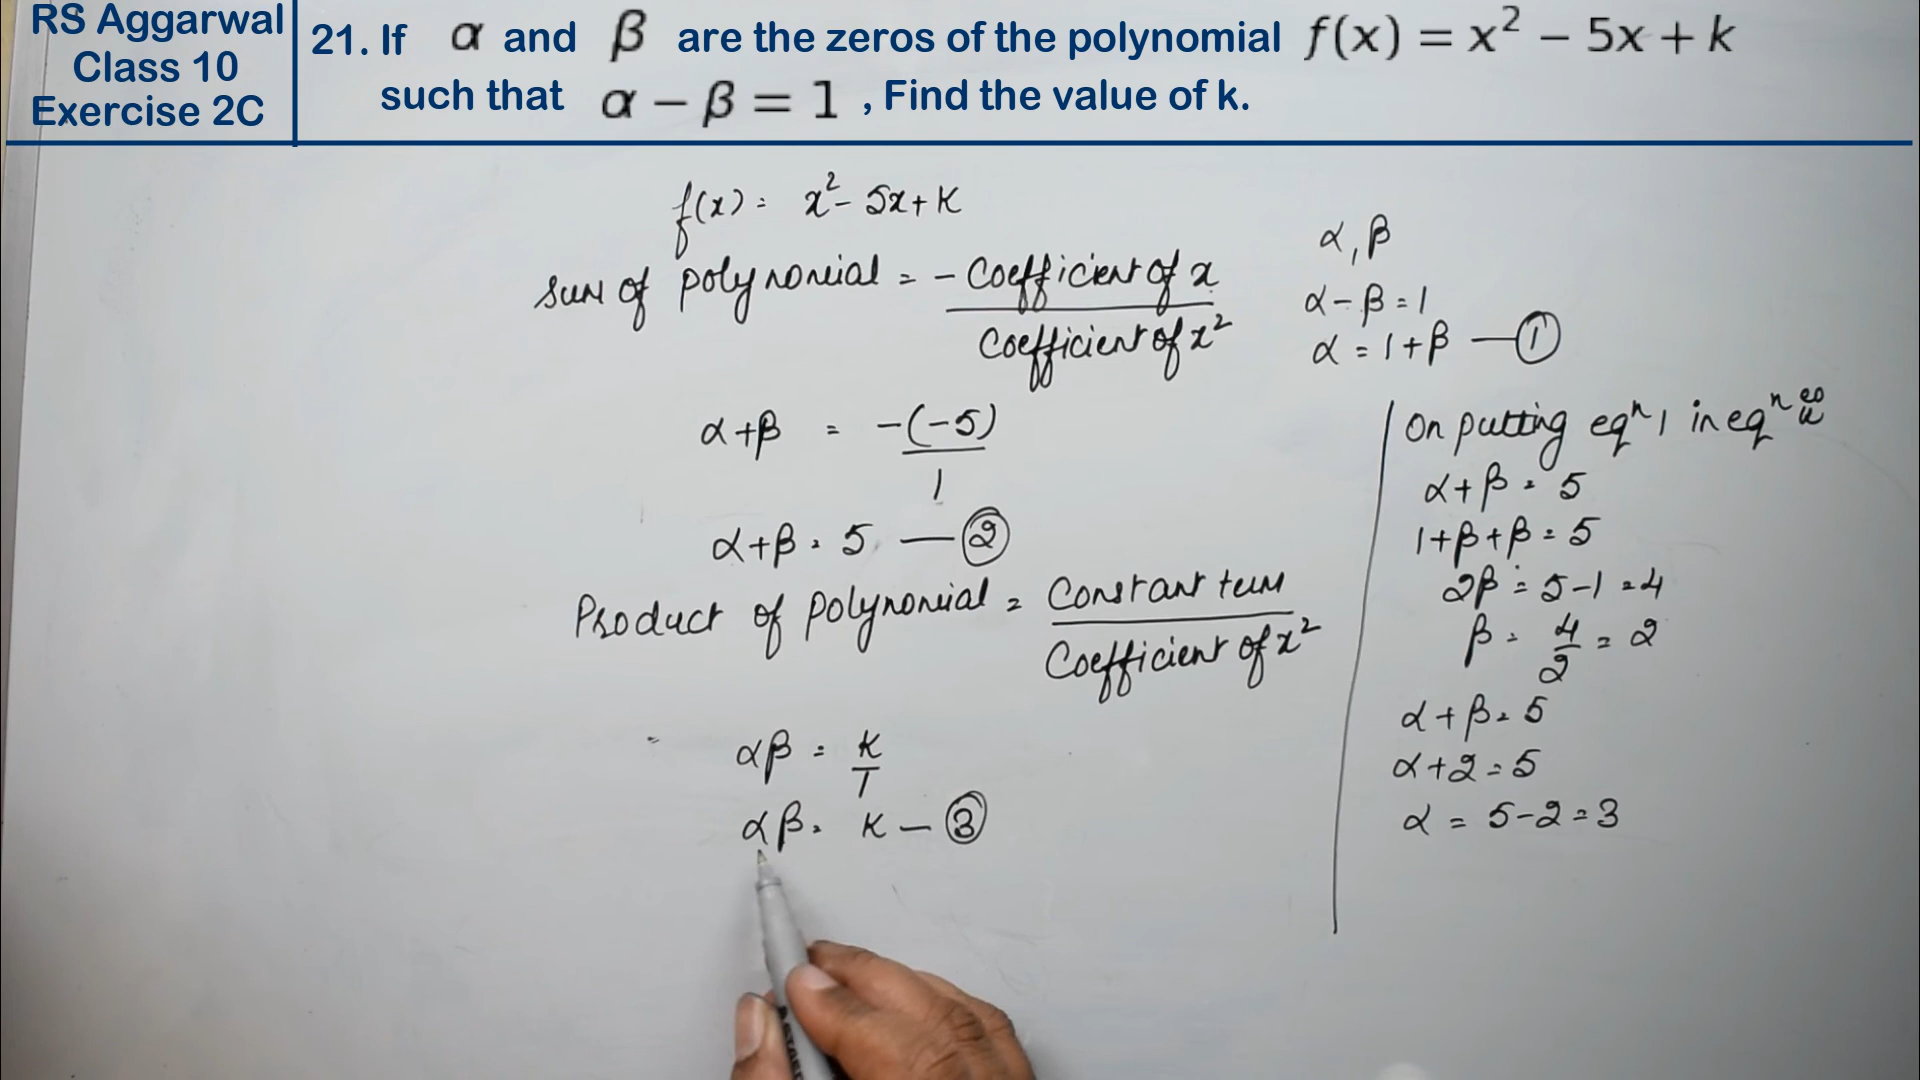 RS Aggarwal
Class 10
Exercise 2C
21. If α and β are the zeros of the polynomial f(x) = x² − 5x + k
such that α − β = 1 , Find the value of k.
f(x) = x² - 5x + K
sum of polynomial = - Coefficient of x / Coefficient of x²
α+β = -(-5) / 1
α+β = 5 — ②
Product of polynomial = Constant term / Coefficient of x²
= αβ = K / 1
αβ = K — ③
α, β
α - β = 1
α = 1 + β — ①
On putting eqⁿ 1 in eqⁿ
α + β = 5
1 + β + β = 5
2β = 5 - 1 = 4
β = 4/2 = 2
α + β = 5
α + 2 = 5
α = 5 - 2 = 3